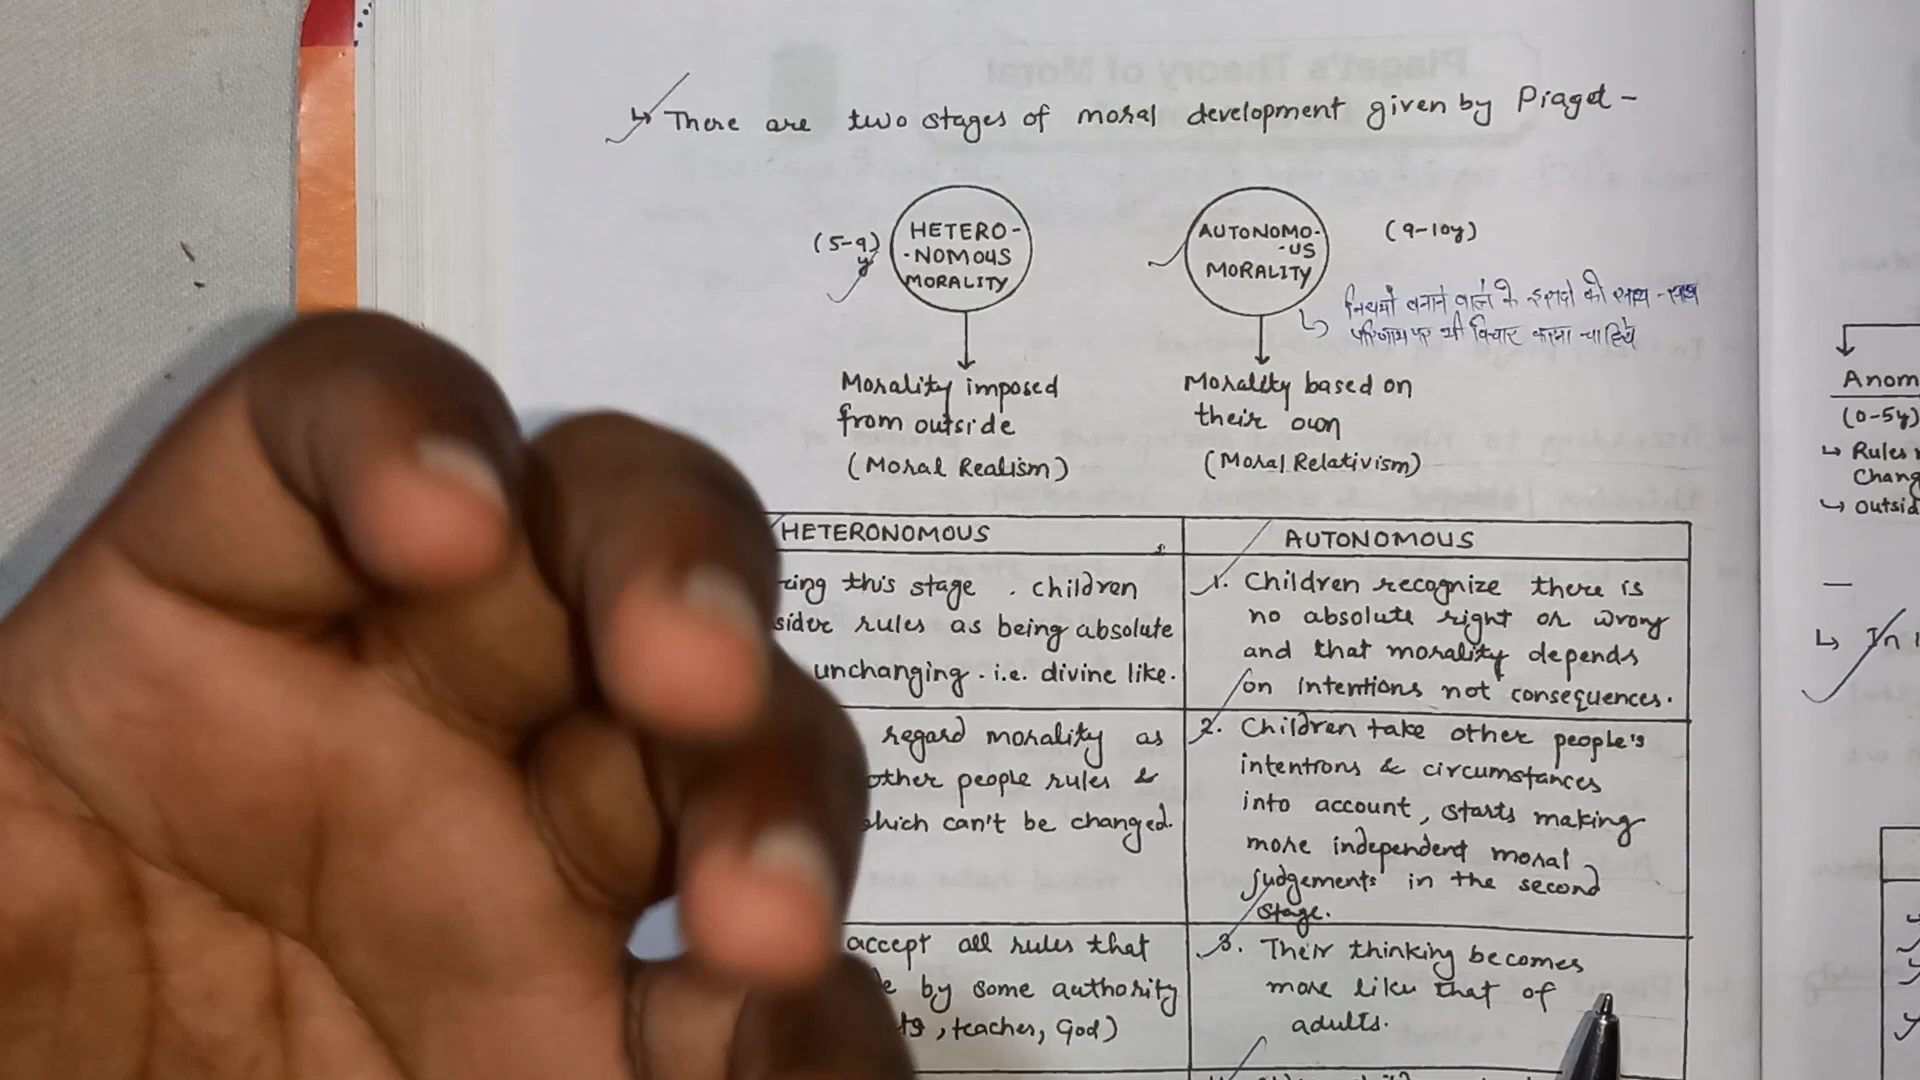 There are two stages of moral development given by Piaget -
(5-9)
y
HETERO-
-NOMOUS
MORALITY
AUTONOMO-
-US
MORALITY
(9-10y)
नियमों बनाने वाले के इरादों को साथ-साथ
परिणाम पर भी विचार करना चाहिये
Morality imposed
from outside
(Moral Realism)
Morality based on
their own
(Moral Relativism)
Anom
(0-5y)
↳ Rules
Chang
↳ Outsid
HETERONOMOUS
ring this stage . children
sider rules as being absolute
unchanging. i.e. divine like.
regard morality as
other people rules &
which can't be changed.
accept all rules that
by some authority
, teacher, God)
AUTONOMOUS
1. Children recognize there is
no absolute right or wrong
and that morality depends
on intentions not consequences.
2. Children take other people's
intentions & circumstances
into account, starts making
more independent moral
judgements in the second
stage.
3. Their thinking becomes
more like that of
adults.
↳ In